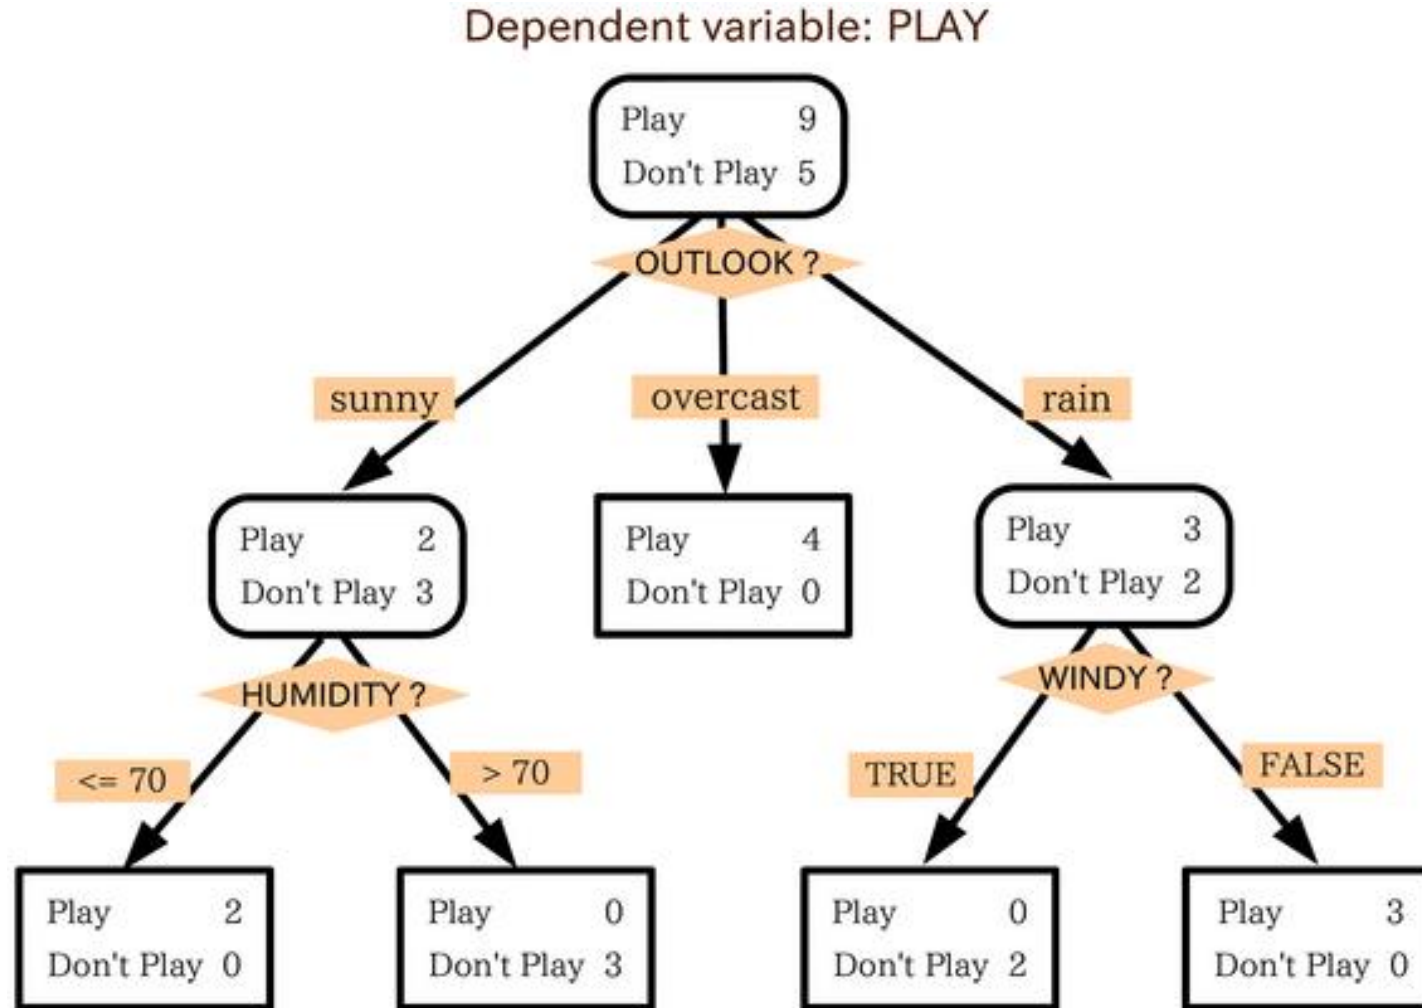 Dependent variable: PLAY
Play 9
Don't Play 5
OUTLOOK ?
sunny
overcast
rain
Play 2
Don't Play 3
Play 4
Don't Play 0
Play 3
Don't Play 2
HUMIDITY ?
WINDY ?
<= 70
> 70
TRUE
FALSE
Play 2
Don't Play 0
Play 0
Don't Play 3
Play 0
Don't Play 2
Play 3
Don't Play 0